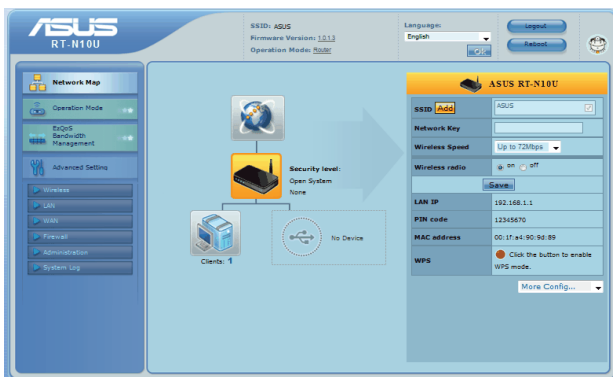 ASUS
RT-N10U
SSID: ASUS
Firmware Version: 1.0.1.3
Operation Mode: Router
Language:
English
OK
Logout
Reboot
Network Map
Operation Mode
EzQoS
Bandwidth
Management
Advanced Setting
Wireless
LAN
WAN
Firewall
Administration
System Log
Security level:
Open System
None
Clients: 1
No Device
ASUS RT-N10U
SSID Add ASUS
Network Key
Wireless Speed Up to 72Mbps
Wireless radio on off
Save
LAN IP 192.168.1.1
PIN code 12345670
MAC address 00:1f:a4:90:9d:89
WPS Click the button to enable
WPS mode.
More Config...